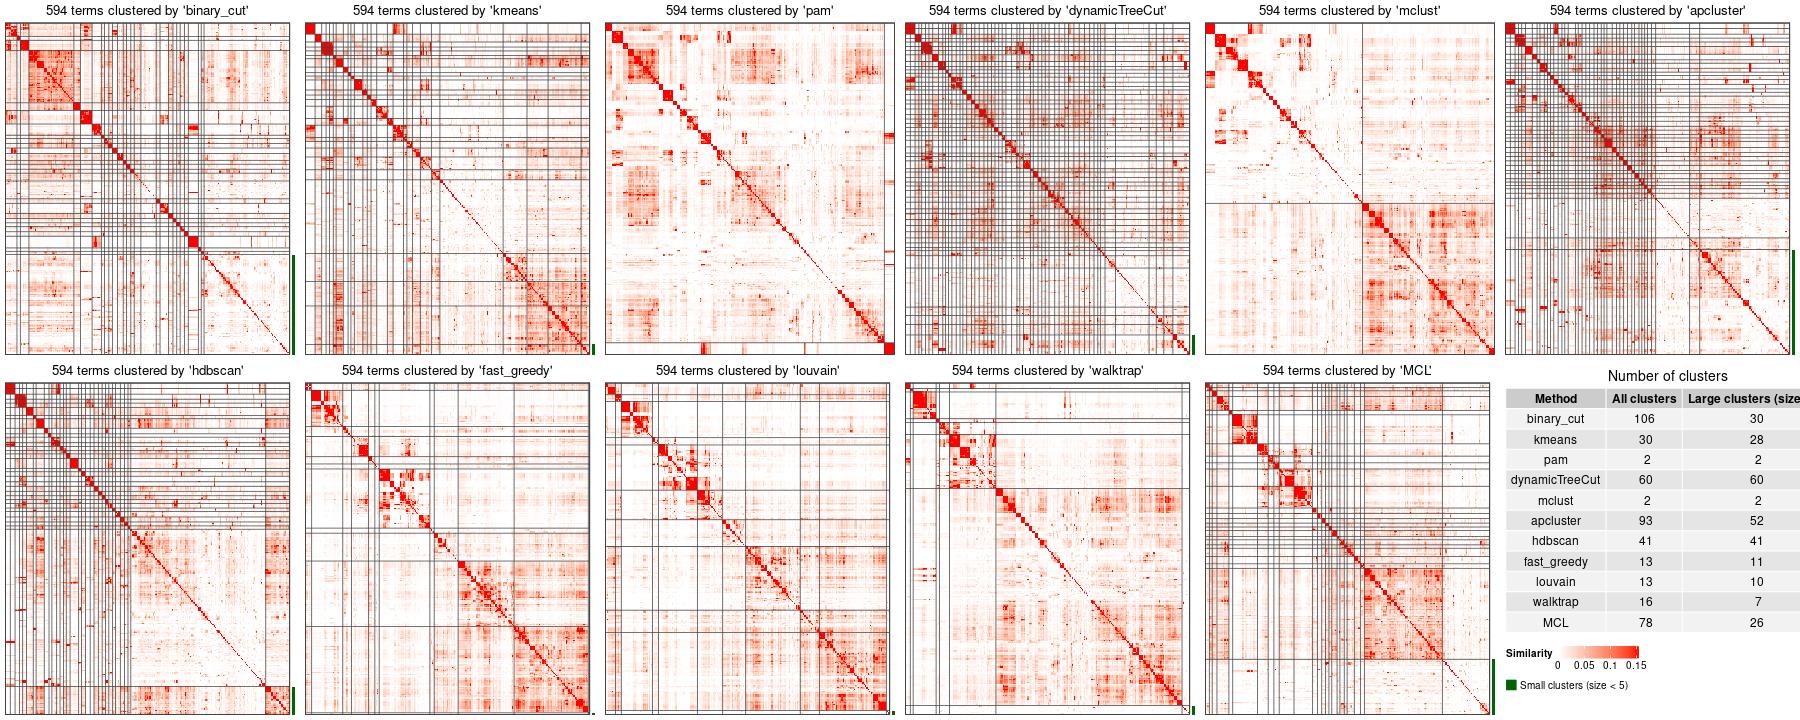 594 terms clustered by 'binary_cut'
594 terms clustered by 'kmeans'
594 terms clustered by 'pam'
594 terms clustered by 'dynamicTreeCut'
594 terms clustered by 'mclust'
594 terms clustered by 'apcluster'
594 terms clustered by 'hdbscan'
594 terms clustered by 'fast_greedy'
594 terms clustered by 'louvain'
594 terms clustered by 'walktrap'
594 terms clustered by 'MCL'
Number of clusters
Method All clusters Large clusters (size
binary_cut 106 30
kmeans 30 28
pam 2 2
dynamicTreeCut 60 60
mclust 2 2
apcluster 93 52
hdbscan 41 41
fast_greedy 13 11
louvain 13 10
walktrap 16 7
MCL 78 26
Similarity
0 0.05 0.1 0.15
Small clusters (size < 5)